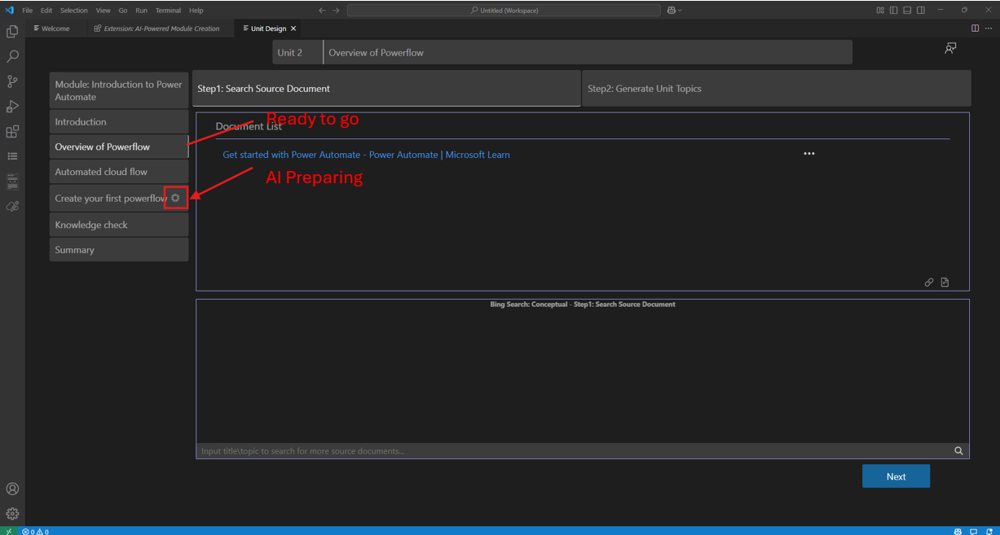 File Edit Selection View Go Run Terminal Help
Untitled (Workspace)
Welcome
Extension: AI-Powered Module Creation
Unit Design
Unit 2
Overview of Powerflow
Module: Introduction to Power
Automate
Introduction
Overview of Powerflow
Automated cloud flow
Create your first powerflow
Knowledge check
Summary
Step1: Search Source Document
Step2: Generate Unit Topics
Ready to go
Document List
Get started with Power Automate - Power Automate | Microsoft Learn
AI Preparing
Bing Search: Conceptual - Step1: Search Source Document
Input title\topic to search for more source documents...
Next
0 0